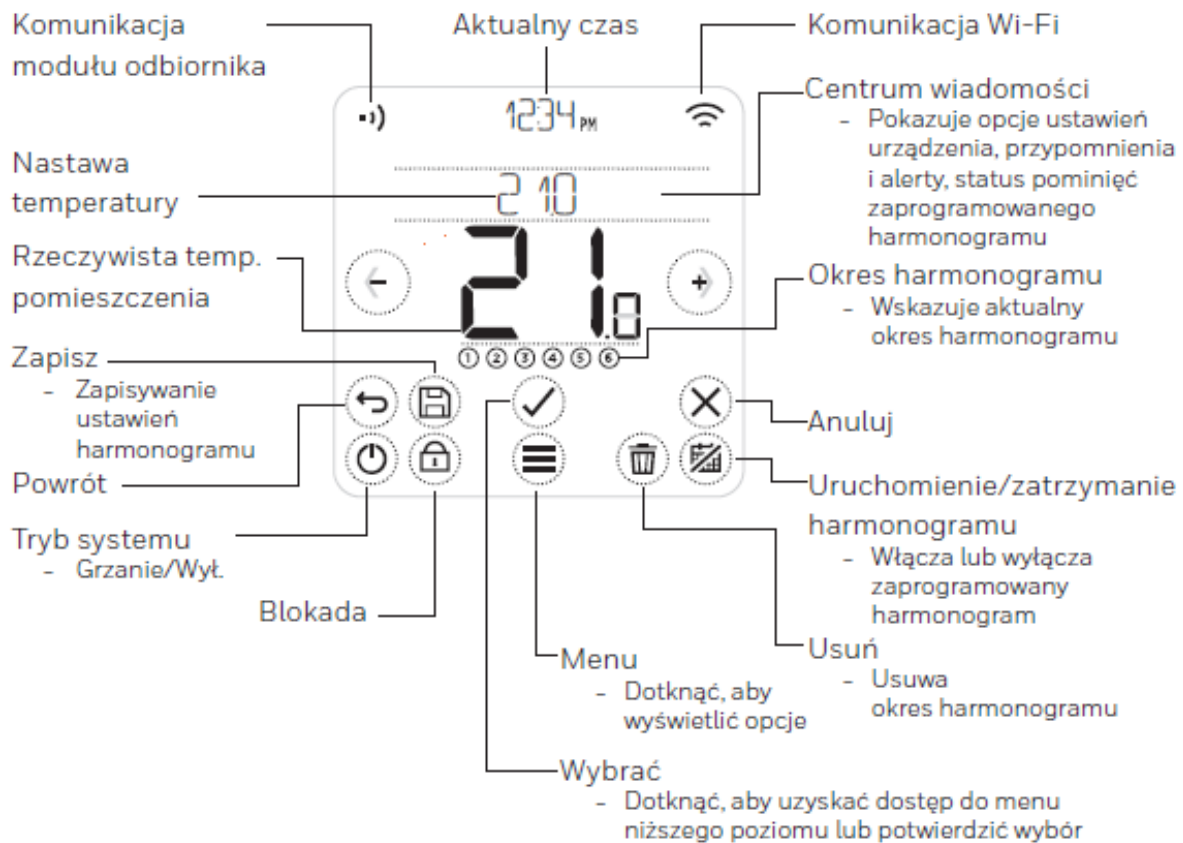 Komunikacja
modułu odbiornika
Aktualny czas
Komunikacja Wi-Fi
Centrum wiadomości
- Pokazuje opcje ustawień
urządzenia, przypomnienia
i alerty, status pominięć
zaprogramowanego
harmonogramu
12:34 PM
Nastawa
temperatury
21.0
Rzeczywista temp.
pomieszczenia
21.8
Okres harmonogramu
- Wskazuje aktualny
okres harmonogramu
1 2 3 4 5 6
Zapisz
- Zapisywanie
ustawień
harmonogramu
Powrót
Tryb systemu
- Grzanie/Wył.
Blokada
Anuluj
Uruchomienie/zatrzymanie
harmonogramu
- Włącza lub wyłącza
zaprogramowany
harmonogram
Usuń
- Usuwa
okres harmonogramu
Menu
- Dotknąć, aby
wyświetlić opcje
Wybrać
- Dotknąć, aby uzyskać dostęp do menu
niższego poziomu lub potwierdzić wybór